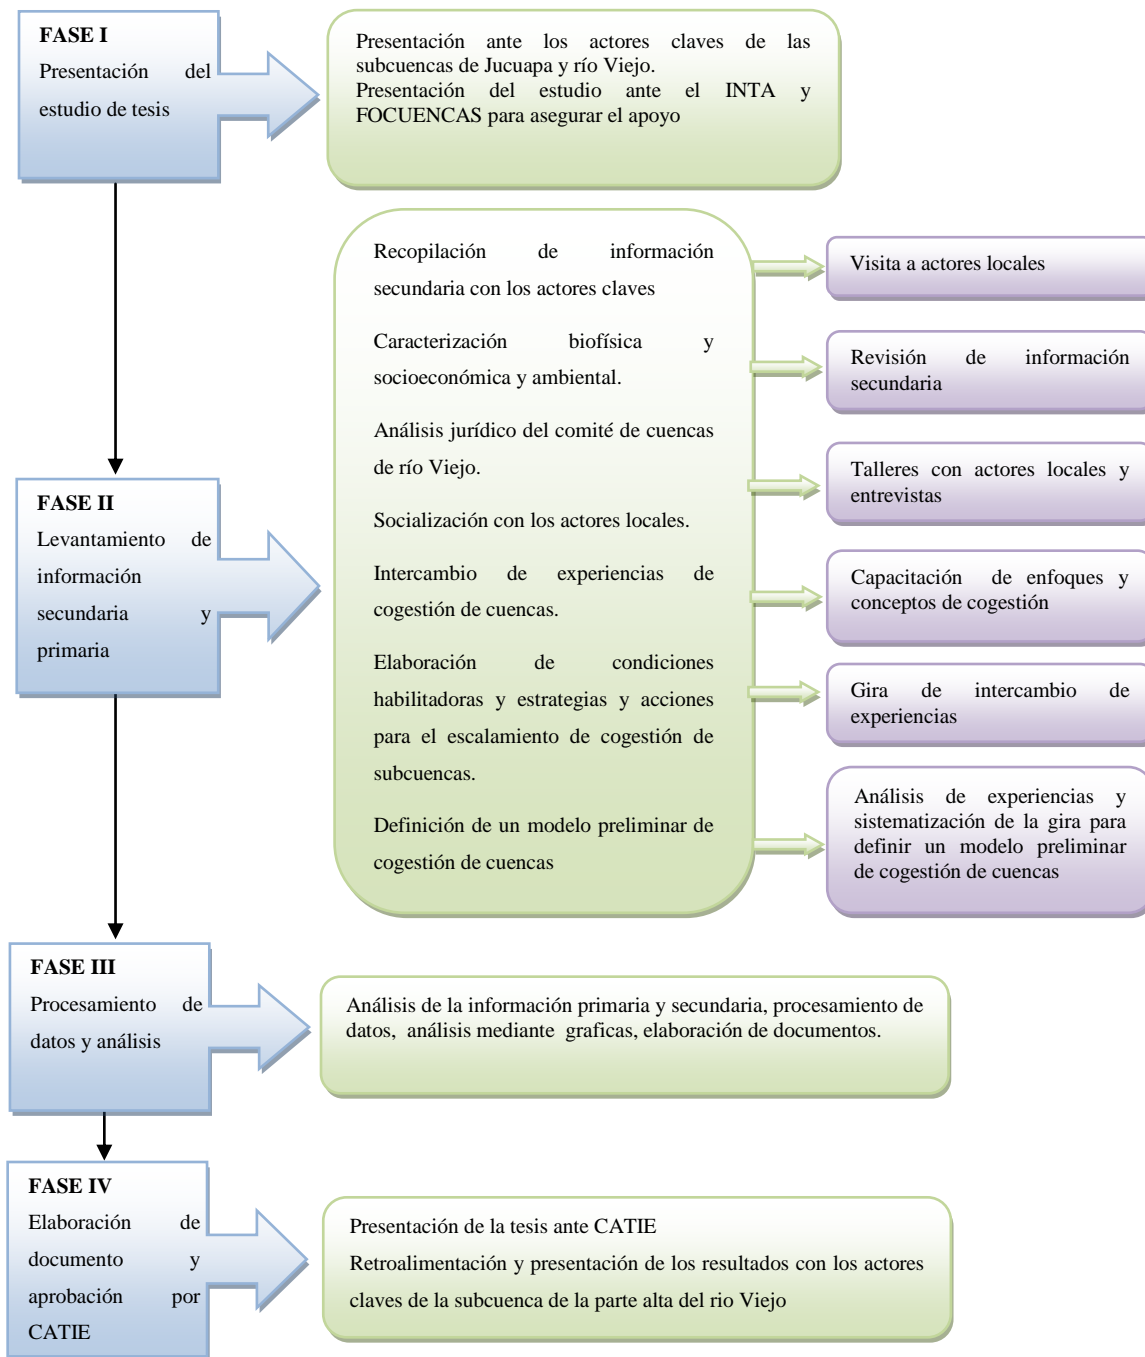 FASE I
Presentación del
estudio de tesis
Presentación ante los actores claves de las
subcuencas de Jucuapa y río Viejo.
Presentación del estudio ante el INTA y
FOCUENCAS para asegurar el apoyo
FASE II
Levantamiento de
información
secundaria y
primaria
Recopilación de información
secundaria con los actores claves
Caracterización biofísica y
socioeconómica y ambiental.
Análisis jurídico del comité de cuencas
de río Viejo.
Socialización con los actores locales.
Intercambio de experiencias de
cogestión de cuencas.
Elaboración de condiciones
habilitadoras y estrategias y acciones
para el escalamiento de cogestión de
subcuencas.
Definición de un modelo preliminar de
cogestión de cuencas
Visita a actores locales
Revisión de información
secundaria
Talleres con actores locales y
entrevistas
Capacitación de enfoques y
conceptos de cogestión
Gira de intercambio de
experiencias
Análisis de experiencias y
sistematización de la gira para
definir un modelo preliminar
de cogestión de cuencas
FASE III
Procesamiento de
datos y análisis
Análisis de la información primaria y secundaria, procesamiento de
datos, análisis mediante graficas, elaboración de documentos.
FASE IV
Elaboración de
documento y
aprobación por
CATIE
Presentación de la tesis ante CATIE
Retroalimentación y presentación de los resultados con los actores
claves de la subcuenca de la parte alta del rio Viejo